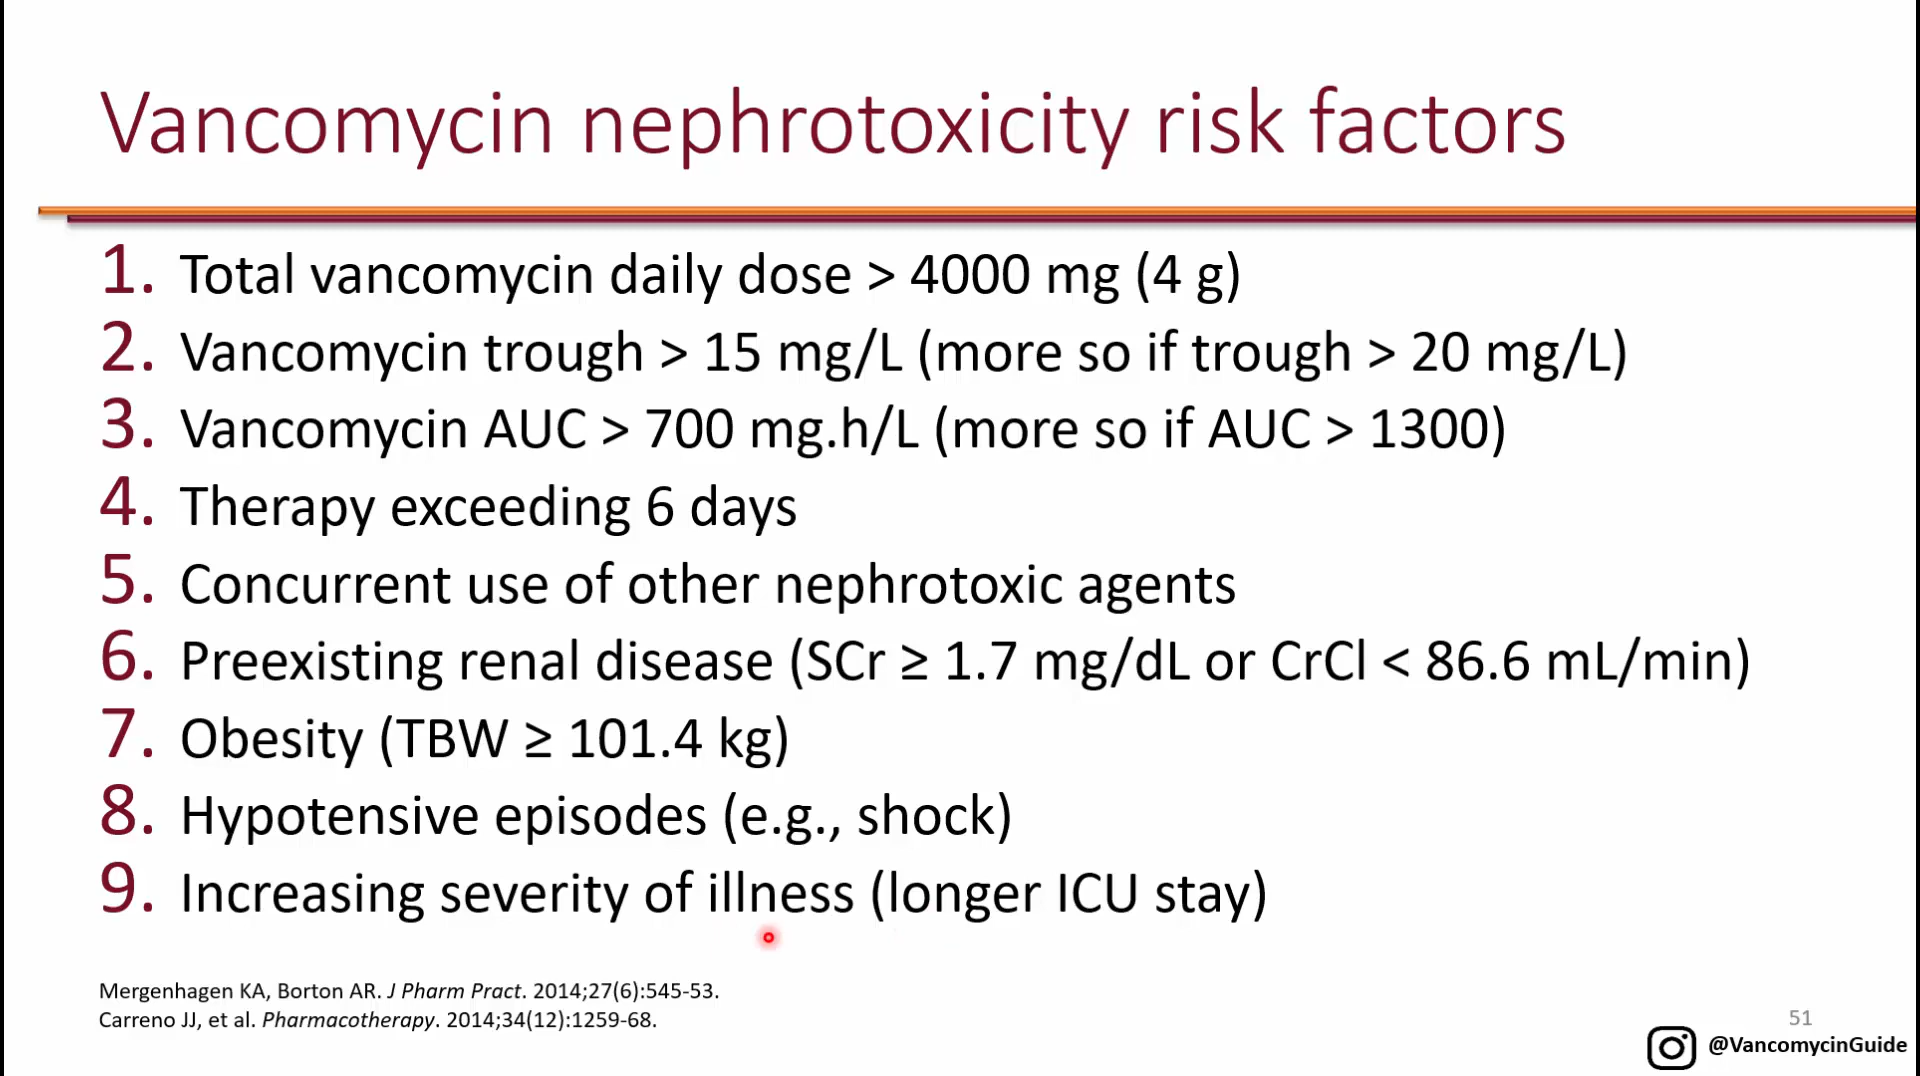 Vancomycin nephrotoxicity risk factors
1. Total vancomycin daily dose > 4000 mg (4 g)
2. Vancomycin trough > 15 mg/L (more so if trough > 20 mg/L)
3. Vancomycin AUC > 700 mg.h/L (more so if AUC > 1300)
4. Therapy exceeding 6 days
5. Concurrent use of other nephrotoxic agents
6. Preexisting renal disease (SCr ≥ 1.7 mg/dL or CrCl < 86.6 mL/min)
7. Obesity (TBW ≥ 101.4 kg)
8. Hypotensive episodes (e.g., shock)
9. Increasing severity of illness (longer ICU stay)
Mergenhagen KA, Borton AR. J Pharm Pract. 2014;27(6):545-53.
Carreno JJ, et al. Pharmacotherapy. 2014;34(12):1259-68.
51
@VancomycinGuide